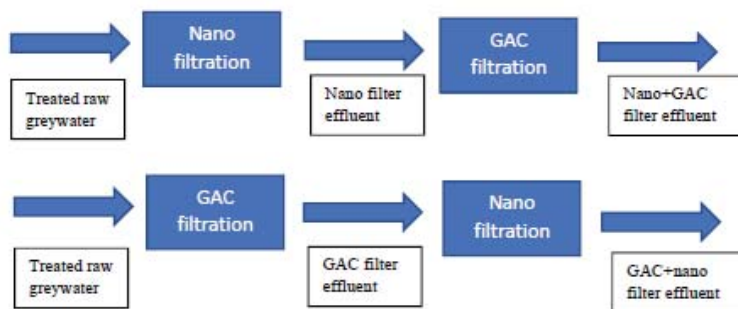 Nano
filtration
GAC
filtration
Treated raw
greywater
Nano filter
effluent
Nano+GAC
filter effluent
GAC
filtration
Nano
filtration
Treated raw
greywater
GAC filter
effluent
GAC+nano
filter effluent